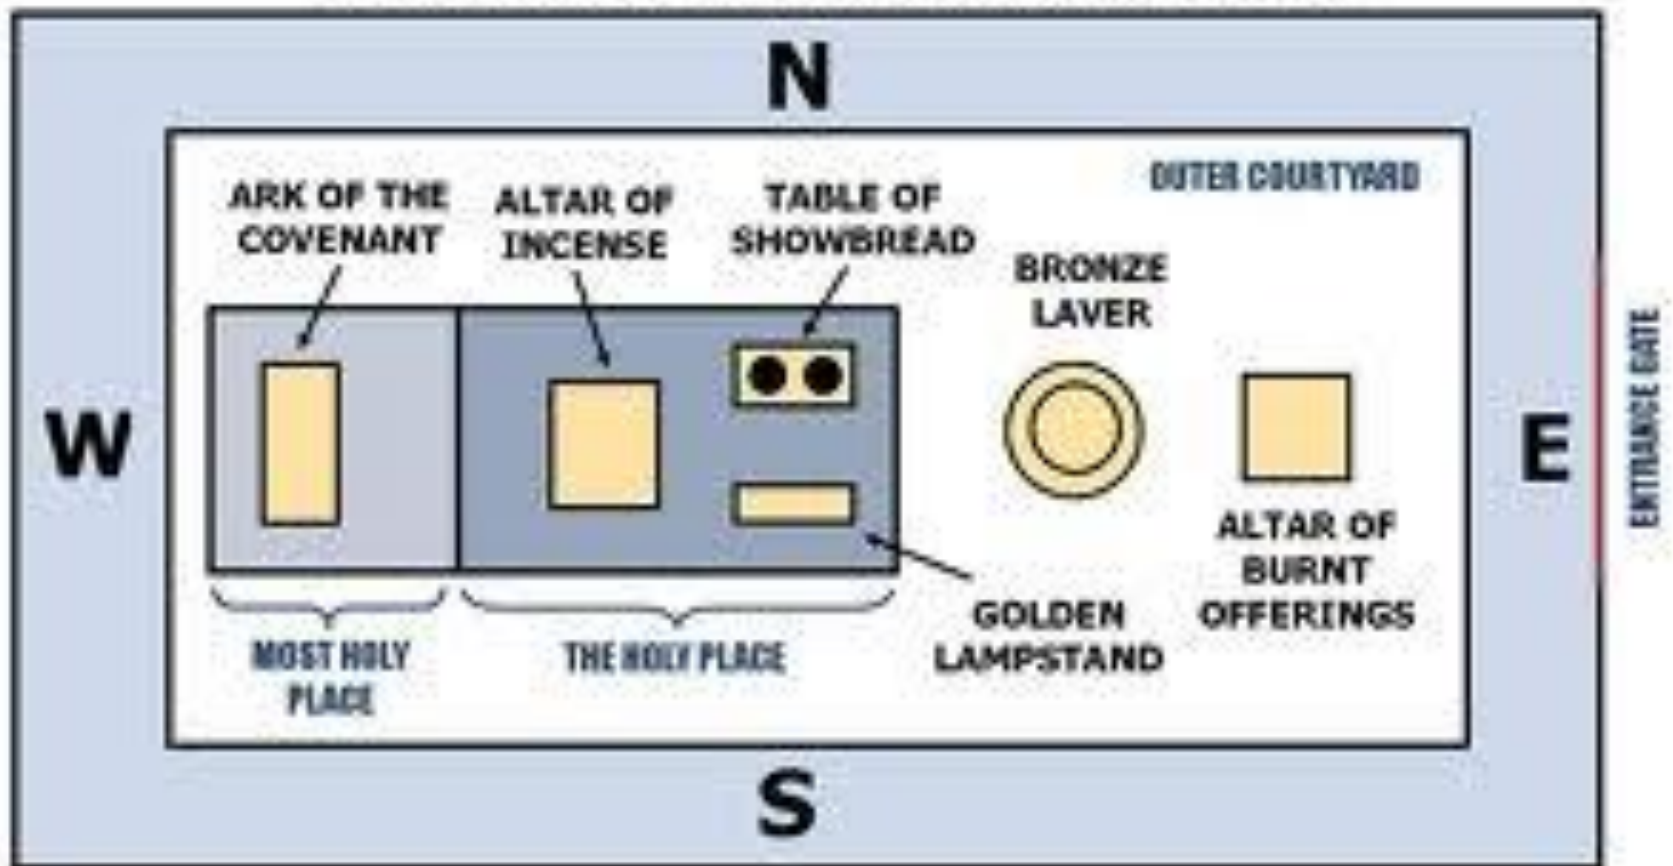 N
OUTER COURTYARD
ARK OF THE
COVENANT
ALTAR OF
INCENSE
TABLE OF
SHOWBREAD
BRONZE
LAVER
W
E
ENTRANCE GATE
ALTAR OF
BURNT
OFFERINGS
GOLDEN
LAMPSTAND
MOST HOLY
PLACE
THE HOLY PLACE
S